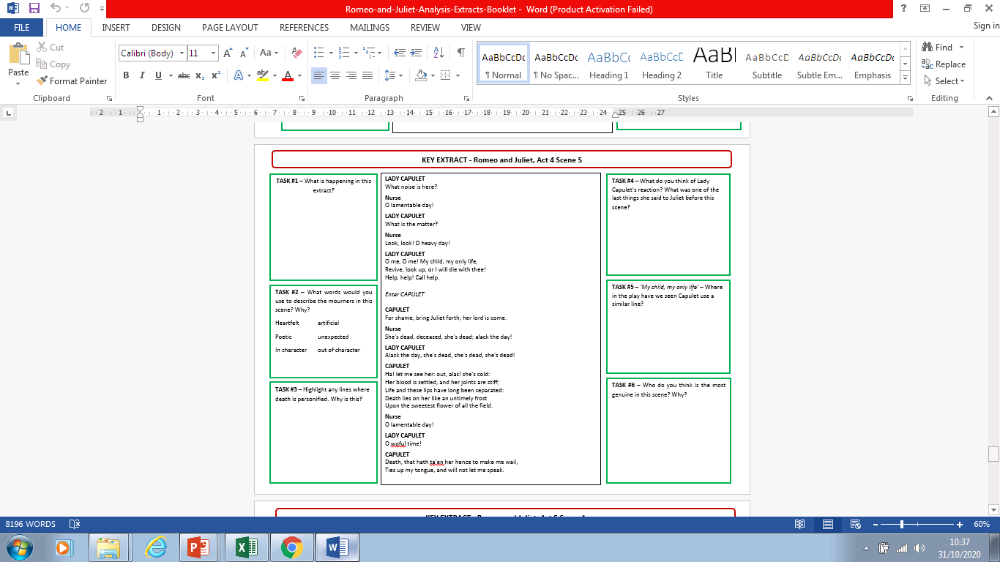 Romeo-and-Juliet-Analysis-Extracts-Booklet - Word (Product Activation Failed)
FILE HOME INSERT DESIGN PAGE LAYOUT REFERENCES MAILINGS REVIEW VIEW Sign in
Paste
Cut
Copy
Format Painter
Clipboard
Calibri (Body) 11
Font
Paragraph
AaBbCcDc AaBbCcDc AaBbCc AaBbCc AaBl AaBbCcD AaBbCcDc AaBbCcDc
¶ Normal ¶ No Spac... Heading 1 Heading 2 Title Subtitle Subtle Em... Emphasis
Styles
Find
Replace
Select
Editing
2 1 1 2 3 4 5 6 7 8 9 10 11 12 13 14 15 16 17 18 19 20 21 22 23 24 25 26 27
KEY EXTRACT - Romeo and Juliet, Act 4 Scene 5
TASK #1 – What is happening in this
extract?
TASK #2 – What words would you
use to describe the mourners in this
scene? Why?
Heartfelt artificial
Poetic unexpected
In character out of character
TASK #3 – Highlight any lines where
death is personified. Why is this?
LADY CAPULET
What noise is here?
Nurse
O lamentable day!
LADY CAPULET
What is the matter?
Nurse
Look, look! O heavy day!
LADY CAPULET
O me, O me! My child, my only life,
Revive, look up, or I will die with thee!
Help, help! Call help.
Enter CAPULET
CAPULET
For shame, bring Juliet forth; her lord is come.
Nurse
She's dead, deceased, she's dead; alack the day!
LADY CAPULET
Alack the day, she's dead, she's dead, she's dead!
CAPULET
Ha! let me see her: out, alas! she's cold:
Her blood is settled, and her joints are stiff;
Life and these lips have long been separated:
Death lies on her like an untimely frost
Upon the sweetest flower of all the field.
Nurse
O lamentable day!
LADY CAPULET
O woful time!
CAPULET
Death, that hath ta'en her hence to make me wail,
Ties up my tongue, and will not let me speak.
TASK #4 – What do you think of Lady
Capulet's reaction? What was one of the
last things she said to Juliet before this
scene?
TASK #5 – 'My child, my only life' – Where
in the play have we seen Capulet use a
similar line?
TASK #6 – Who do you think is the most
genuine in this scene? Why?
8196 WORDS
60%
10:37
31/10/2020